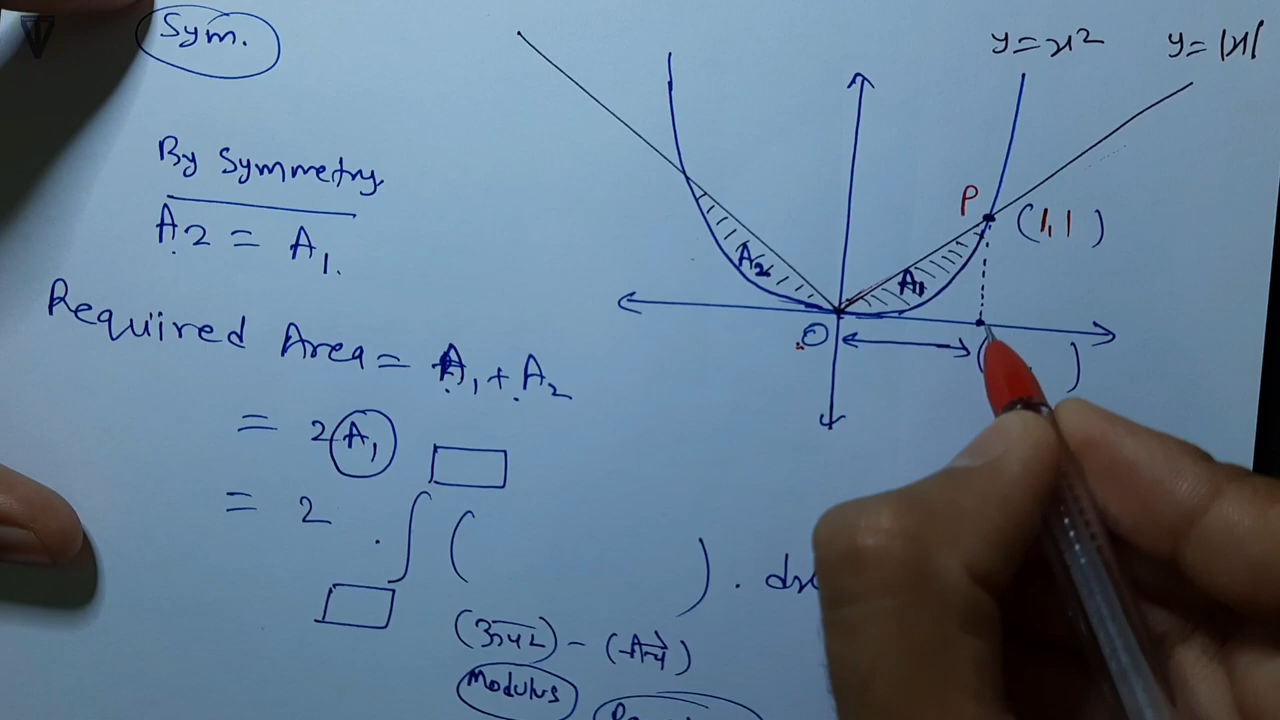 Sym.
y = x² y = |x|
By Symmetry
A2 = A1.
P (1, 1)
A2 A1
O ( )
Required Area = A1 + A2
= 2 A1
= 2 . ∫ ( ) . dx
( ) - ( )
Modulus